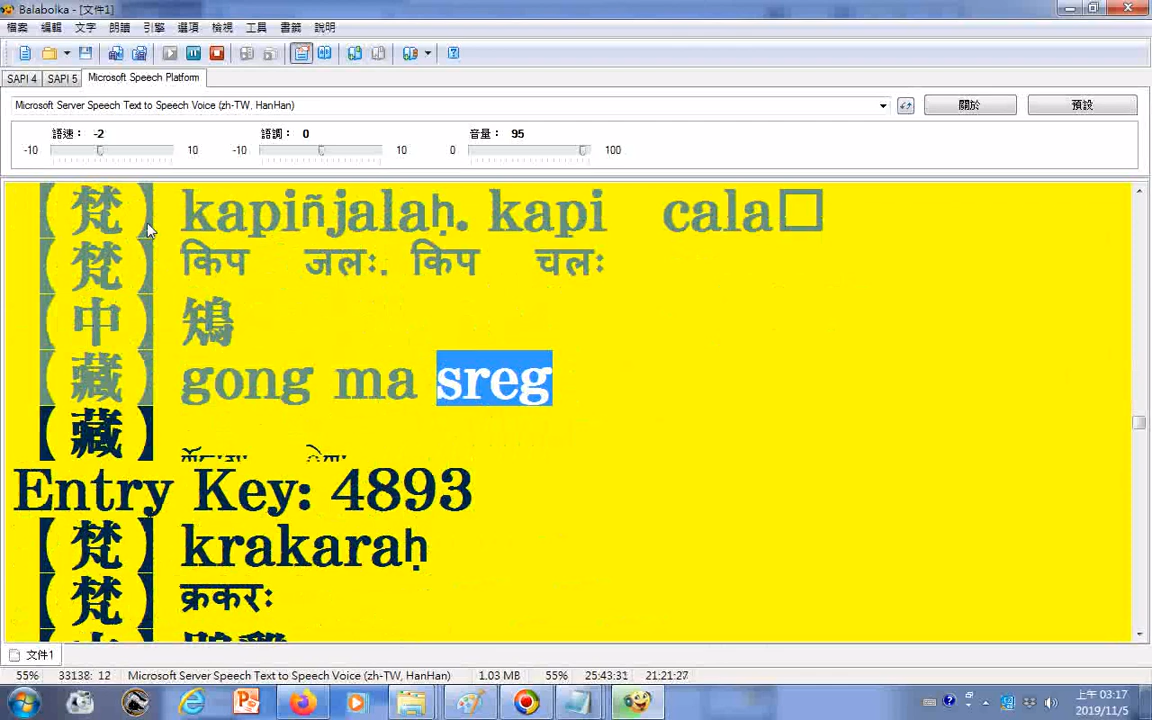 Balabolka - [文件1]
檔案 編輯 文字 朗讀 引擎 選項 檢視 工具 書籤 說明
SAPI 4 SAPI 5 Microsoft Speech Platform
Microsoft Server Speech Text to Speech Voice (zh-TW, HanHan) 關於 預設
語速： -2 語調： 0 音量： 95
-10 10 -10 10 0 100
【梵】 kapiñjalaḥ. kapi cala□
【梵】 किप जलः. किप चलः
【中】 鴙
【藏】 gong ma sreg
【藏】
Entry Key: 4893
【梵】 krakaraḥ
【梵】 क्रकरः
文件1
55% 33138: 12 Microsoft Server Speech Text to Speech Voice (zh-TW, HanHan) 1.03 MB 55% 25:43:31 21:21:27
上午 03:17
2019/11/5